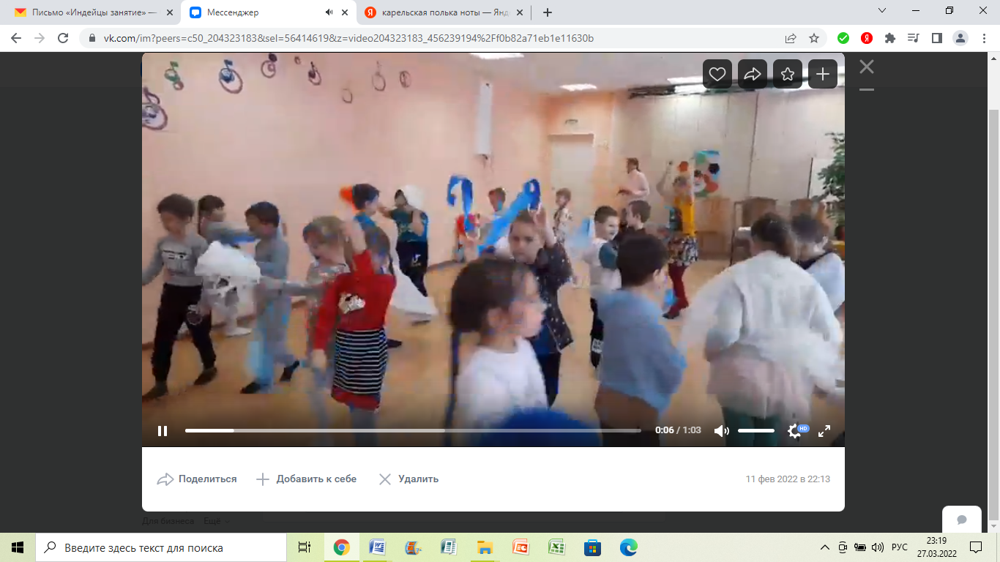 Письмо «Индейцы занятие» —
Мессенджер
карельская полька ноты — Янд
vk.com/im?peers=c50_204323183&sel=56414619&z=video204323183_456239194%2Ff0b82a71eb1e11630b
0:06 / 1:03
HD
Поделиться
Добавить к себе
Удалить
11 фев 2022 в 22:13
Для бизнеса
Ещё
Введите здесь текст для поиска
РУС
23:19
27.03.2022